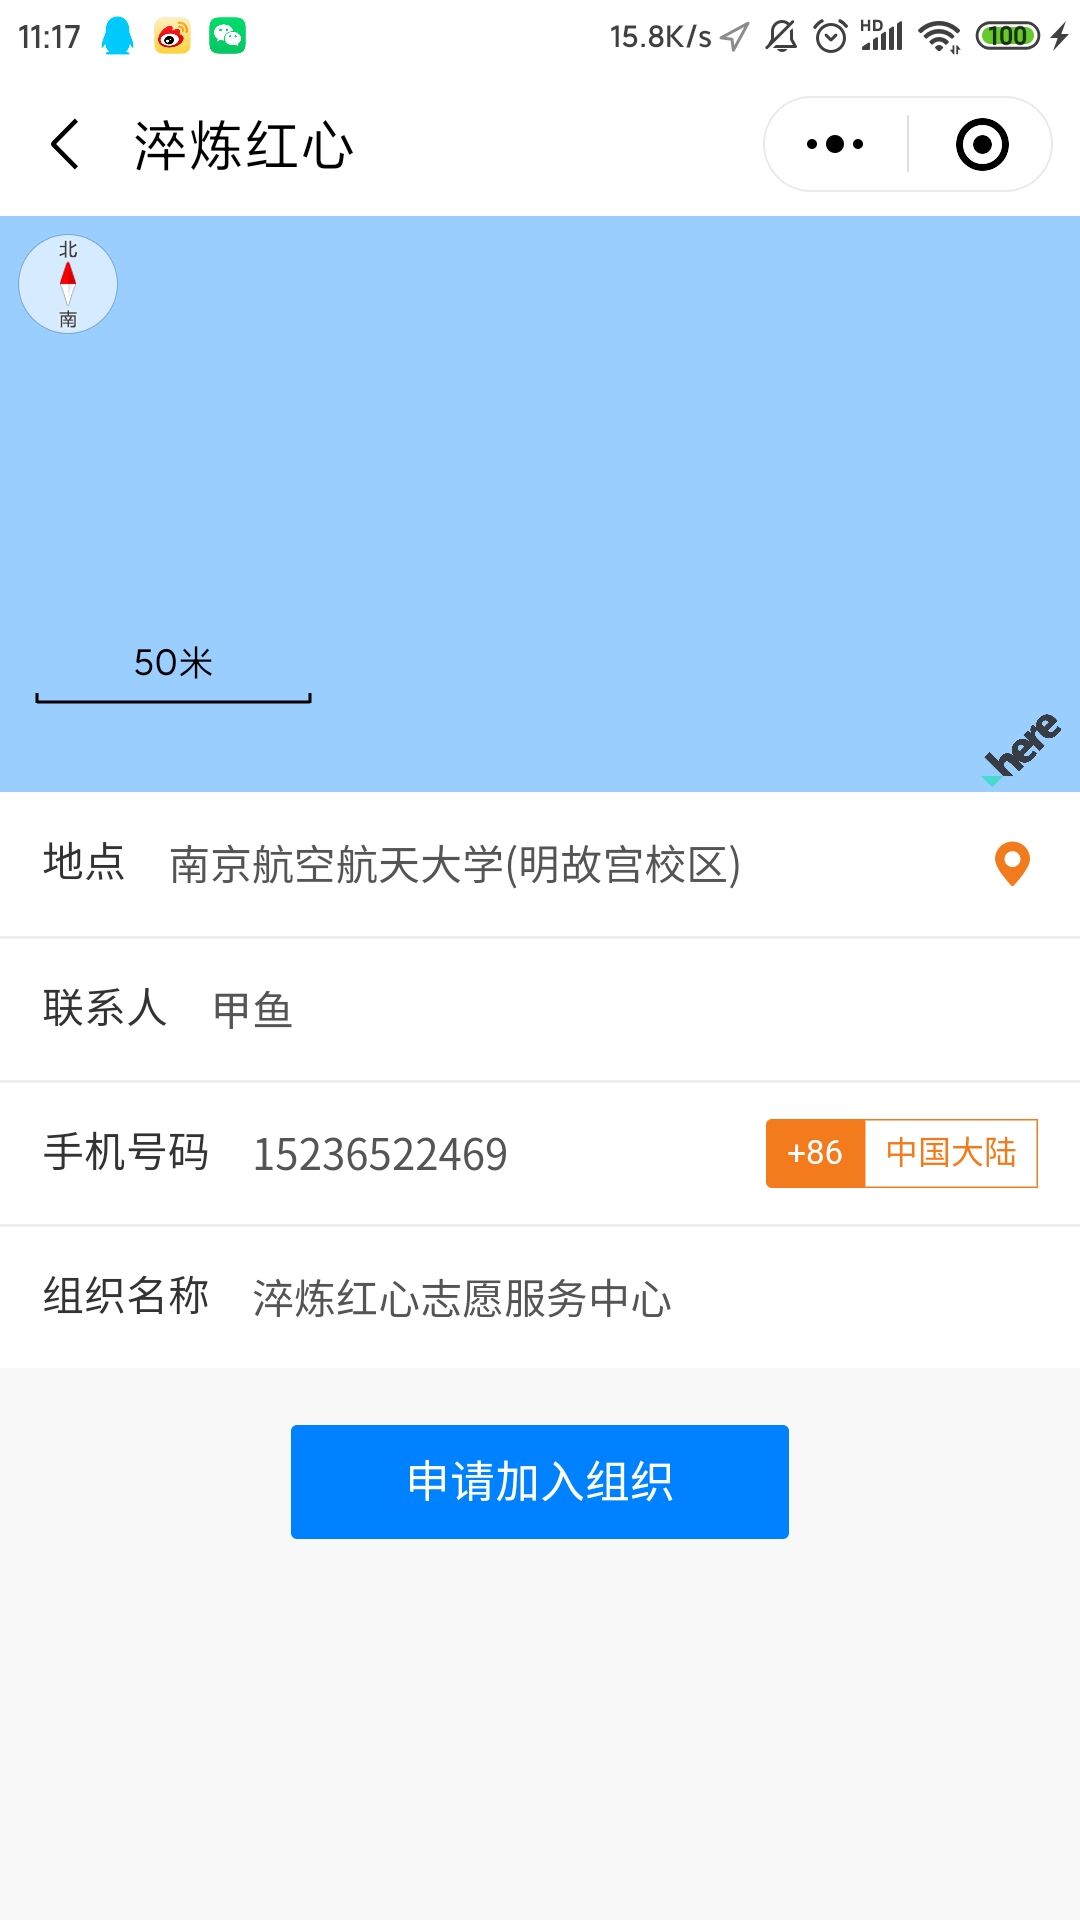 11:17 15.8K/s HD 100
淬炼红心
北
南
50米
here
地点 南京航空航天大学(明故宫校区)
联系人 甲鱼
手机号码 15236522469 +86 中国大陆
组织名称 淬炼红心志愿服务中心
申请加入组织